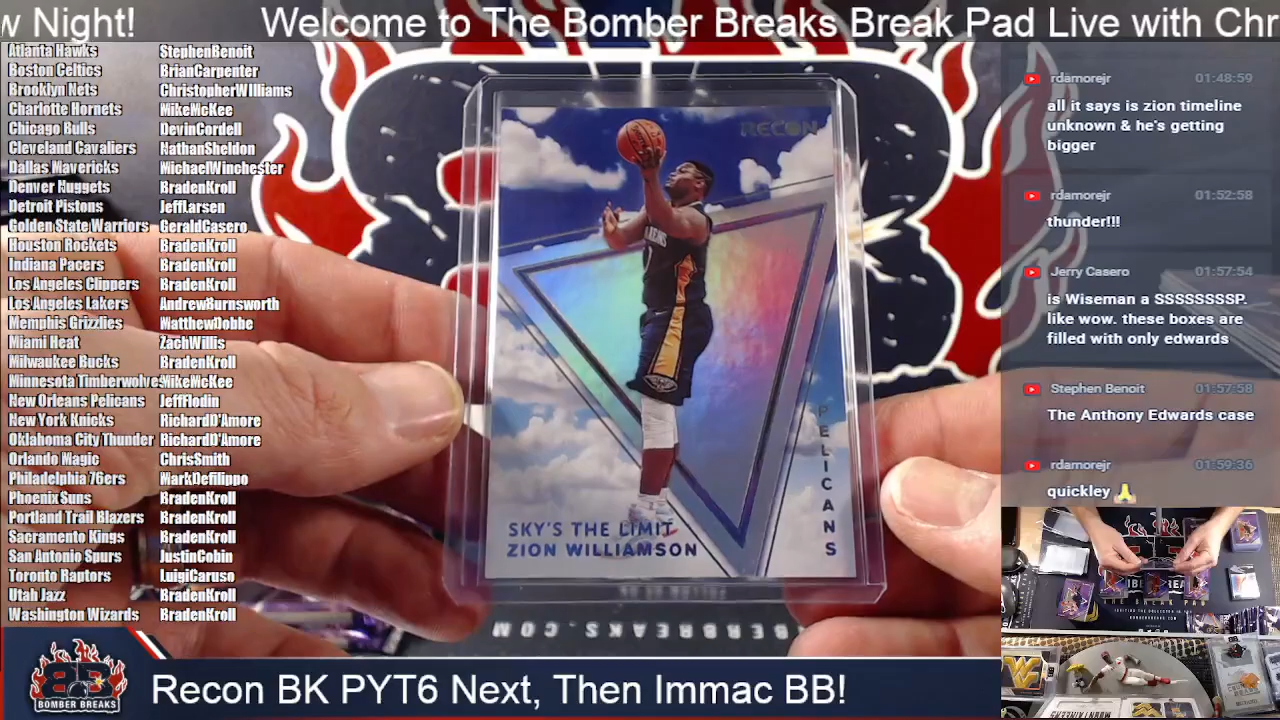 w Night! Welcome to The Bomber Breaks Break Pad Live with Chr
Atlanta Hawks StephenBenoit
Boston Celtics BrianCarpenter
Brooklyn Nets ChristopherWIlliams
Charlotte Hornets MikeMcKee
Chicago Bulls DevinCordell
Cleveland Cavaliers NathanSheldon
Dallas Mavericks MichaelWinchester
Denver Nuggets BradenKroll
Detroit Pistons JeffLarsen
Golden State Warriors GeraldCasero
Houston Rockets BradenKroll
Indiana Pacers BradenKroll
Los Angeles Clippers BradenKroll
Los Angeles Lakers AndrewBurnsworth
Memphis Grizzlies MatthewDobbe
Miami Heat ZachWillis
Milwaukee Bucks BradenKroll
Minnesota Timberwolves MikeMcKee
New Orleans Pelicans JeffFlodin
New York Knicks RichardD'Amore
Oklahoma City Thunder RichardD'Amore
Orlando Magic ChrisSmith
Philadelphia 76ers MarkDefilippo
Phoenix Suns BradenKroll
Portland Trail Blazers BradenKroll
Sacramento Kings BradenKroll
San Antonio Spurs JustinCobin
Toronto Raptors LuigiCaruso
Utah Jazz BradenKroll
Washington Wizards BradenKroll
RECON
PELICANS
SKY'S THE LIMIT
ZION WILLIAMSON
BERBREAKS.COM
rdamorejr 01:48:59
all it says is zion timeline
unknown & he's getting
bigger
rdamorejr 01:52:58
thunder!!!
Jerry Casero 01:57:54
is Wiseman a SSSSSSSSP.
like wow. these boxes are
filled with only edwards
Stephen Benoit 01:57:58
The Anthony Edwards case
rdamorejr 01:59:36
quickley 🙏
THE BREAK PAD
BOMBER BREAKS
Recon BK PYT6 Next, Then Immac BB!